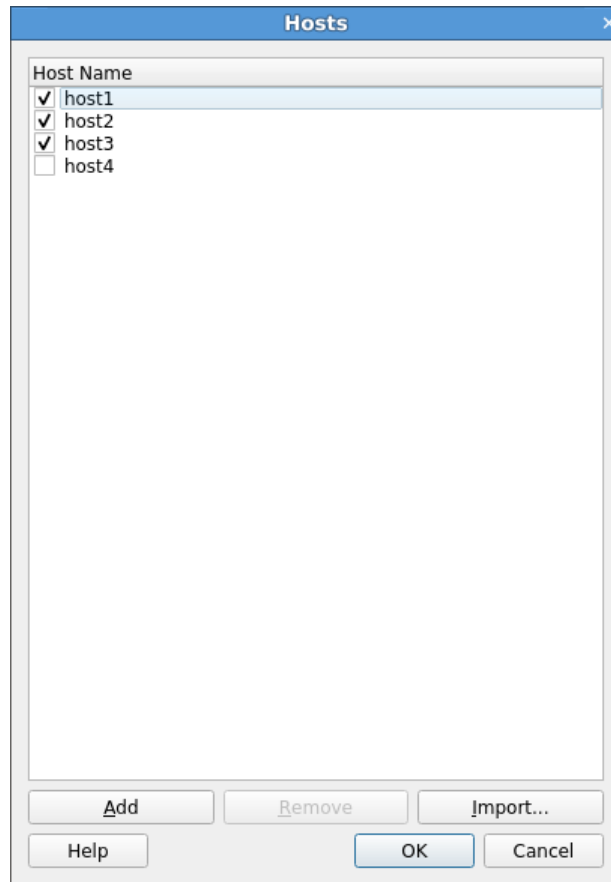 Hosts
Host Name
host1
host2
host3
host4
Add Remove Import...
Help OK Cancel